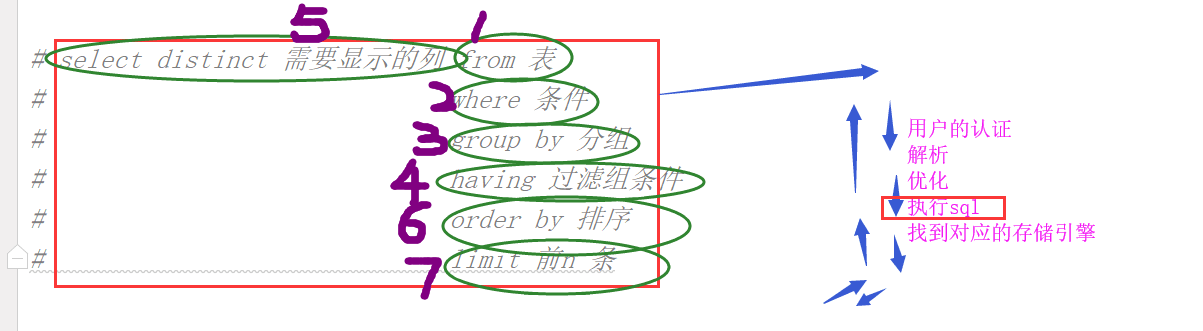 5 1
# select distinct 需要显示的列 from 表
# 2 where 条件
# 3 group by 分组
# 4 having 过滤组条件
# 6 order by 排序
# 7 limit 前n 条
用户的认证
解析
优化
执行sql
找到对应的存储引擎